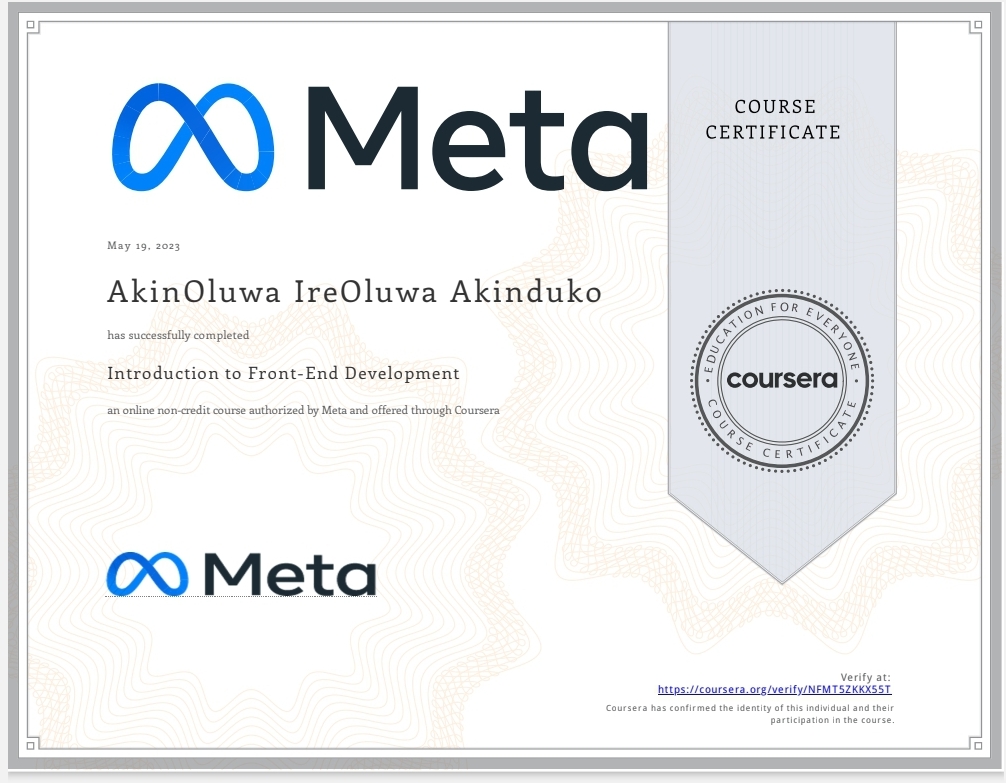 Meta
COURSE
CERTIFICATE
May 19, 2023
AkinOluwa IreOluwa Akinduko
has successfully completed
Introduction to Front-End Development
an online non-credit course authorized by Meta and offered through Coursera
EDUCATION FOR EVERYONE
coursera
COURSE CERTIFICATE
Meta
Verify at:
https://coursera.org/verify/NFMT5ZKKX55T
Coursera has confirmed the identity of this individual and their
participation in the course.